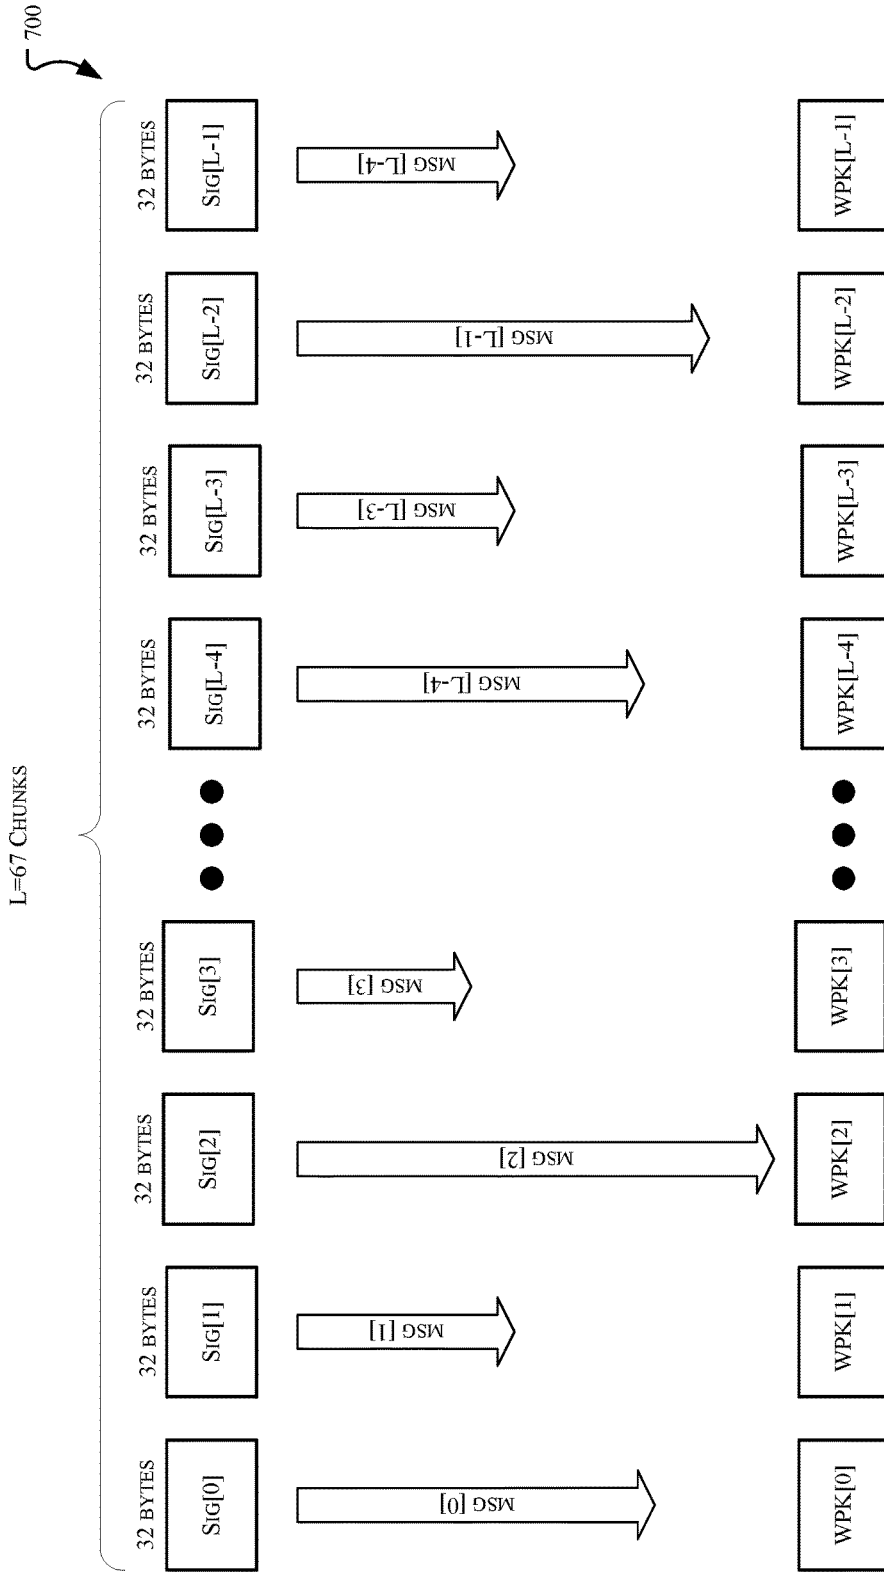 700
L=67 CHUNKS
32 BYTES 32 BYTES 32 BYTES 32 BYTES 32 BYTES 32 BYTES 32 BYTES 32 BYTES
SIG[0] SIG[1] SIG[2] SIG[3] SIG[L-4] SIG[L-3] SIG[L-2] SIG[L-1]
MSG [0] MSG [1] MSG [2] MSG [3] MSG [L-4] MSG [L-3] MSG [L-1] MSG [L-4]
WPK[0] WPK[1] WPK[2] WPK[3] WPK[L-4] WPK[L-3] WPK[L-2] WPK[L-1]